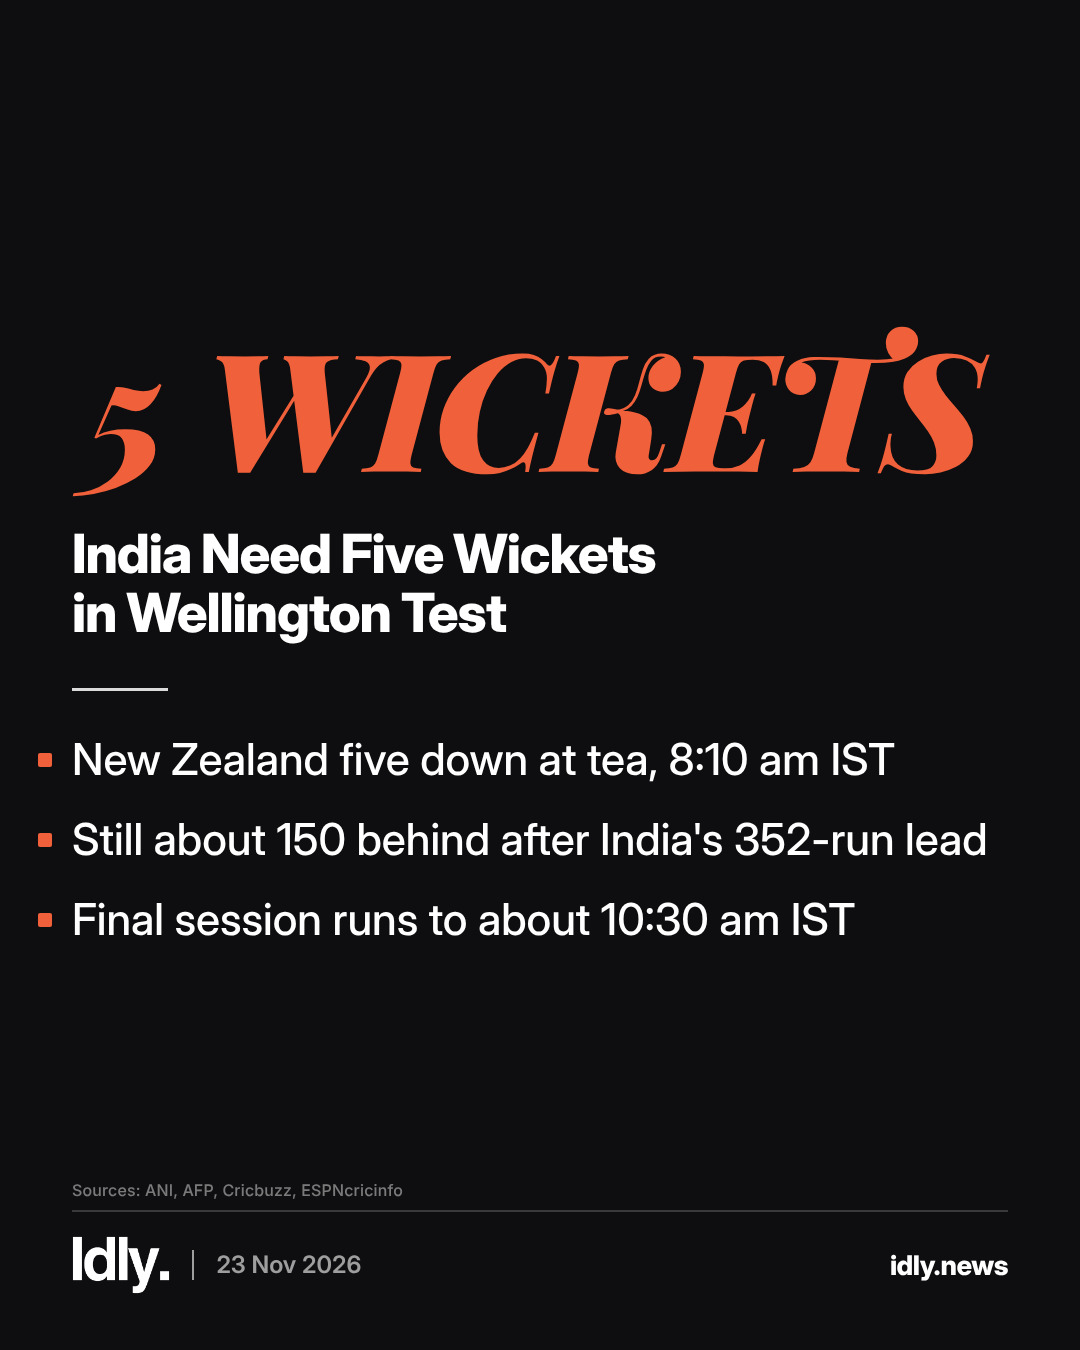 5 WICKETS
India Need Five Wickets
in Wellington Test
New Zealand five down at tea, 8:10 am IST
Still about 150 behind after India's 352-run lead
Final session runs to about 10:30 am IST
Sources: ANI, AFP, Cricbuzz, ESPNcricinfo
Idly. | 23 Nov 2026
idly.news